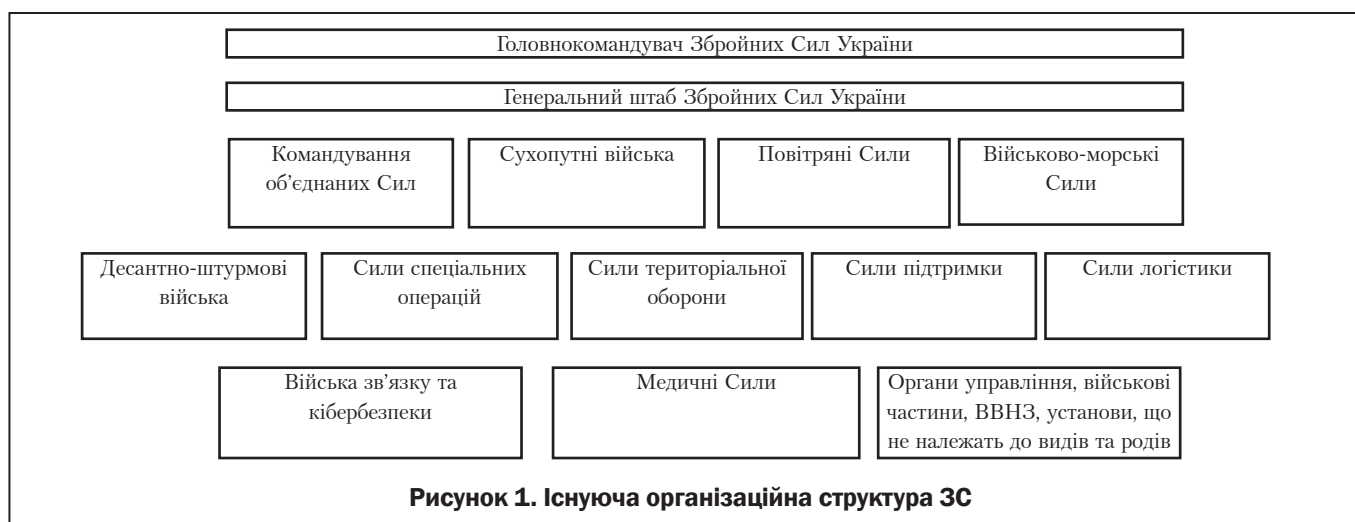 Головнокомандувач Збройних Сил України
Генеральний штаб Збройних Сил України
Командування
об’єднаних Сил
Сухопутні війська
Повітряні Сили
Військово-морські
Сили
Десантно-штурмові
війська
Сили спеціальних
операцій
Сили територіальної
оборони
Сили підтримки
Сили логістики
Війська зв’язку та
кібербезпеки
Медичні Сили
Органи управління, військові
частини, ВВНЗ, установи, що
не належать до видів та родів
Рисунок 1. Існуюча організаційна структура ЗС